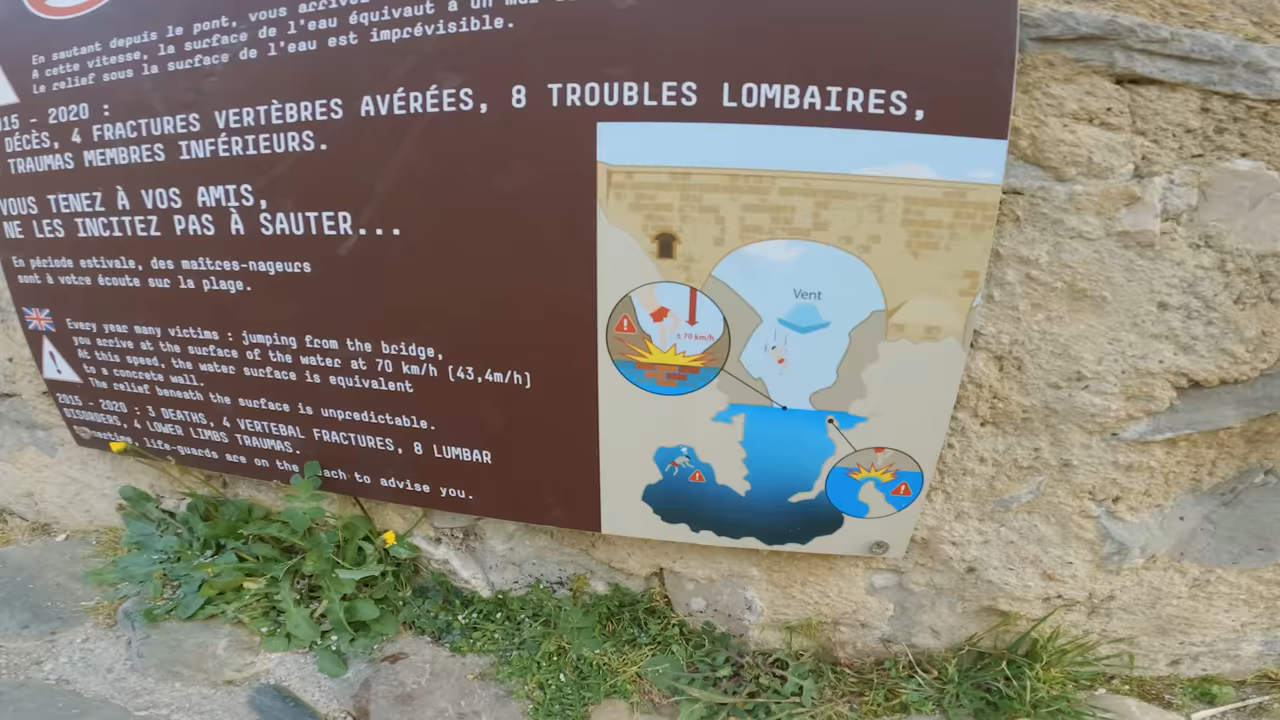 En sautant depuis le pont, vous arrivez
A cette vitesse, la surface de l'eau équivaut à un mur
Le relief sous la surface de l'eau est imprévisible.
15 - 2020 :
DÉCÈS, 4 FRACTURES VERTÈBRES AVÉRÉES, 8 TROUBLES LOMBAIRES,
TRAUMAS MEMBRES INFÉRIEURS.
VOUS TENEZ À VOS AMIS,
NE LES INCITEZ PAS À SAUTER...
En période estivale, des maîtres-nageurs
sont à votre écoute sur la plage.
Every year many victims : jumping from the bridge,
you arrive at the surface of the water at 70 km/h (43,4m/h)
At this speed, the water surface is equivalent
to a concrete wall.
The relief beneath the surface is unpredictable.
2015 - 2020 : 3 DEATHS, 4 VERTEBAL FRACTURES, 8 LUMBAR
DISORDERS, 4 LOWER LIMBS TRAUMAS.
life-guards are on the to advise you.
Vent
± 70 km/h